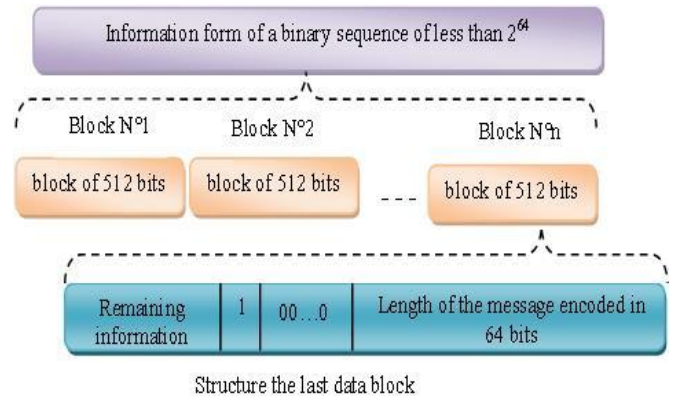 Information form of a binary sequence of less than 2^64
Block N°1
Block N°2
Block N°n
block of 512 bits
block of 512 bits
----
block of 512 bits
Remaining
information
1
00...0
Length of the message encoded in
64 bits
Structure the last data block